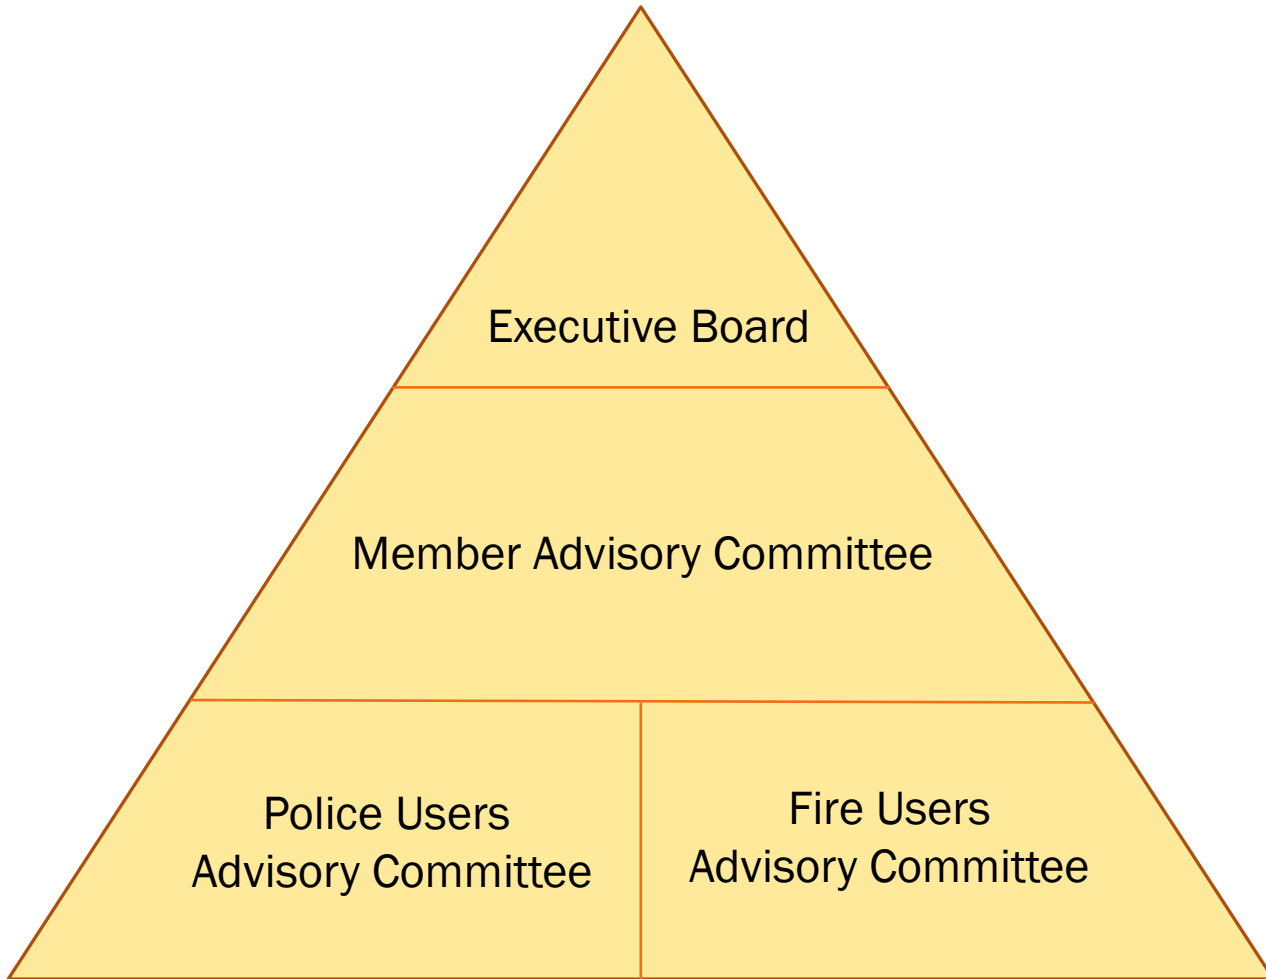 Executive Board
Member Advisory Committee
Police Users
Advisory Committee
Fire Users
Advisory Committee